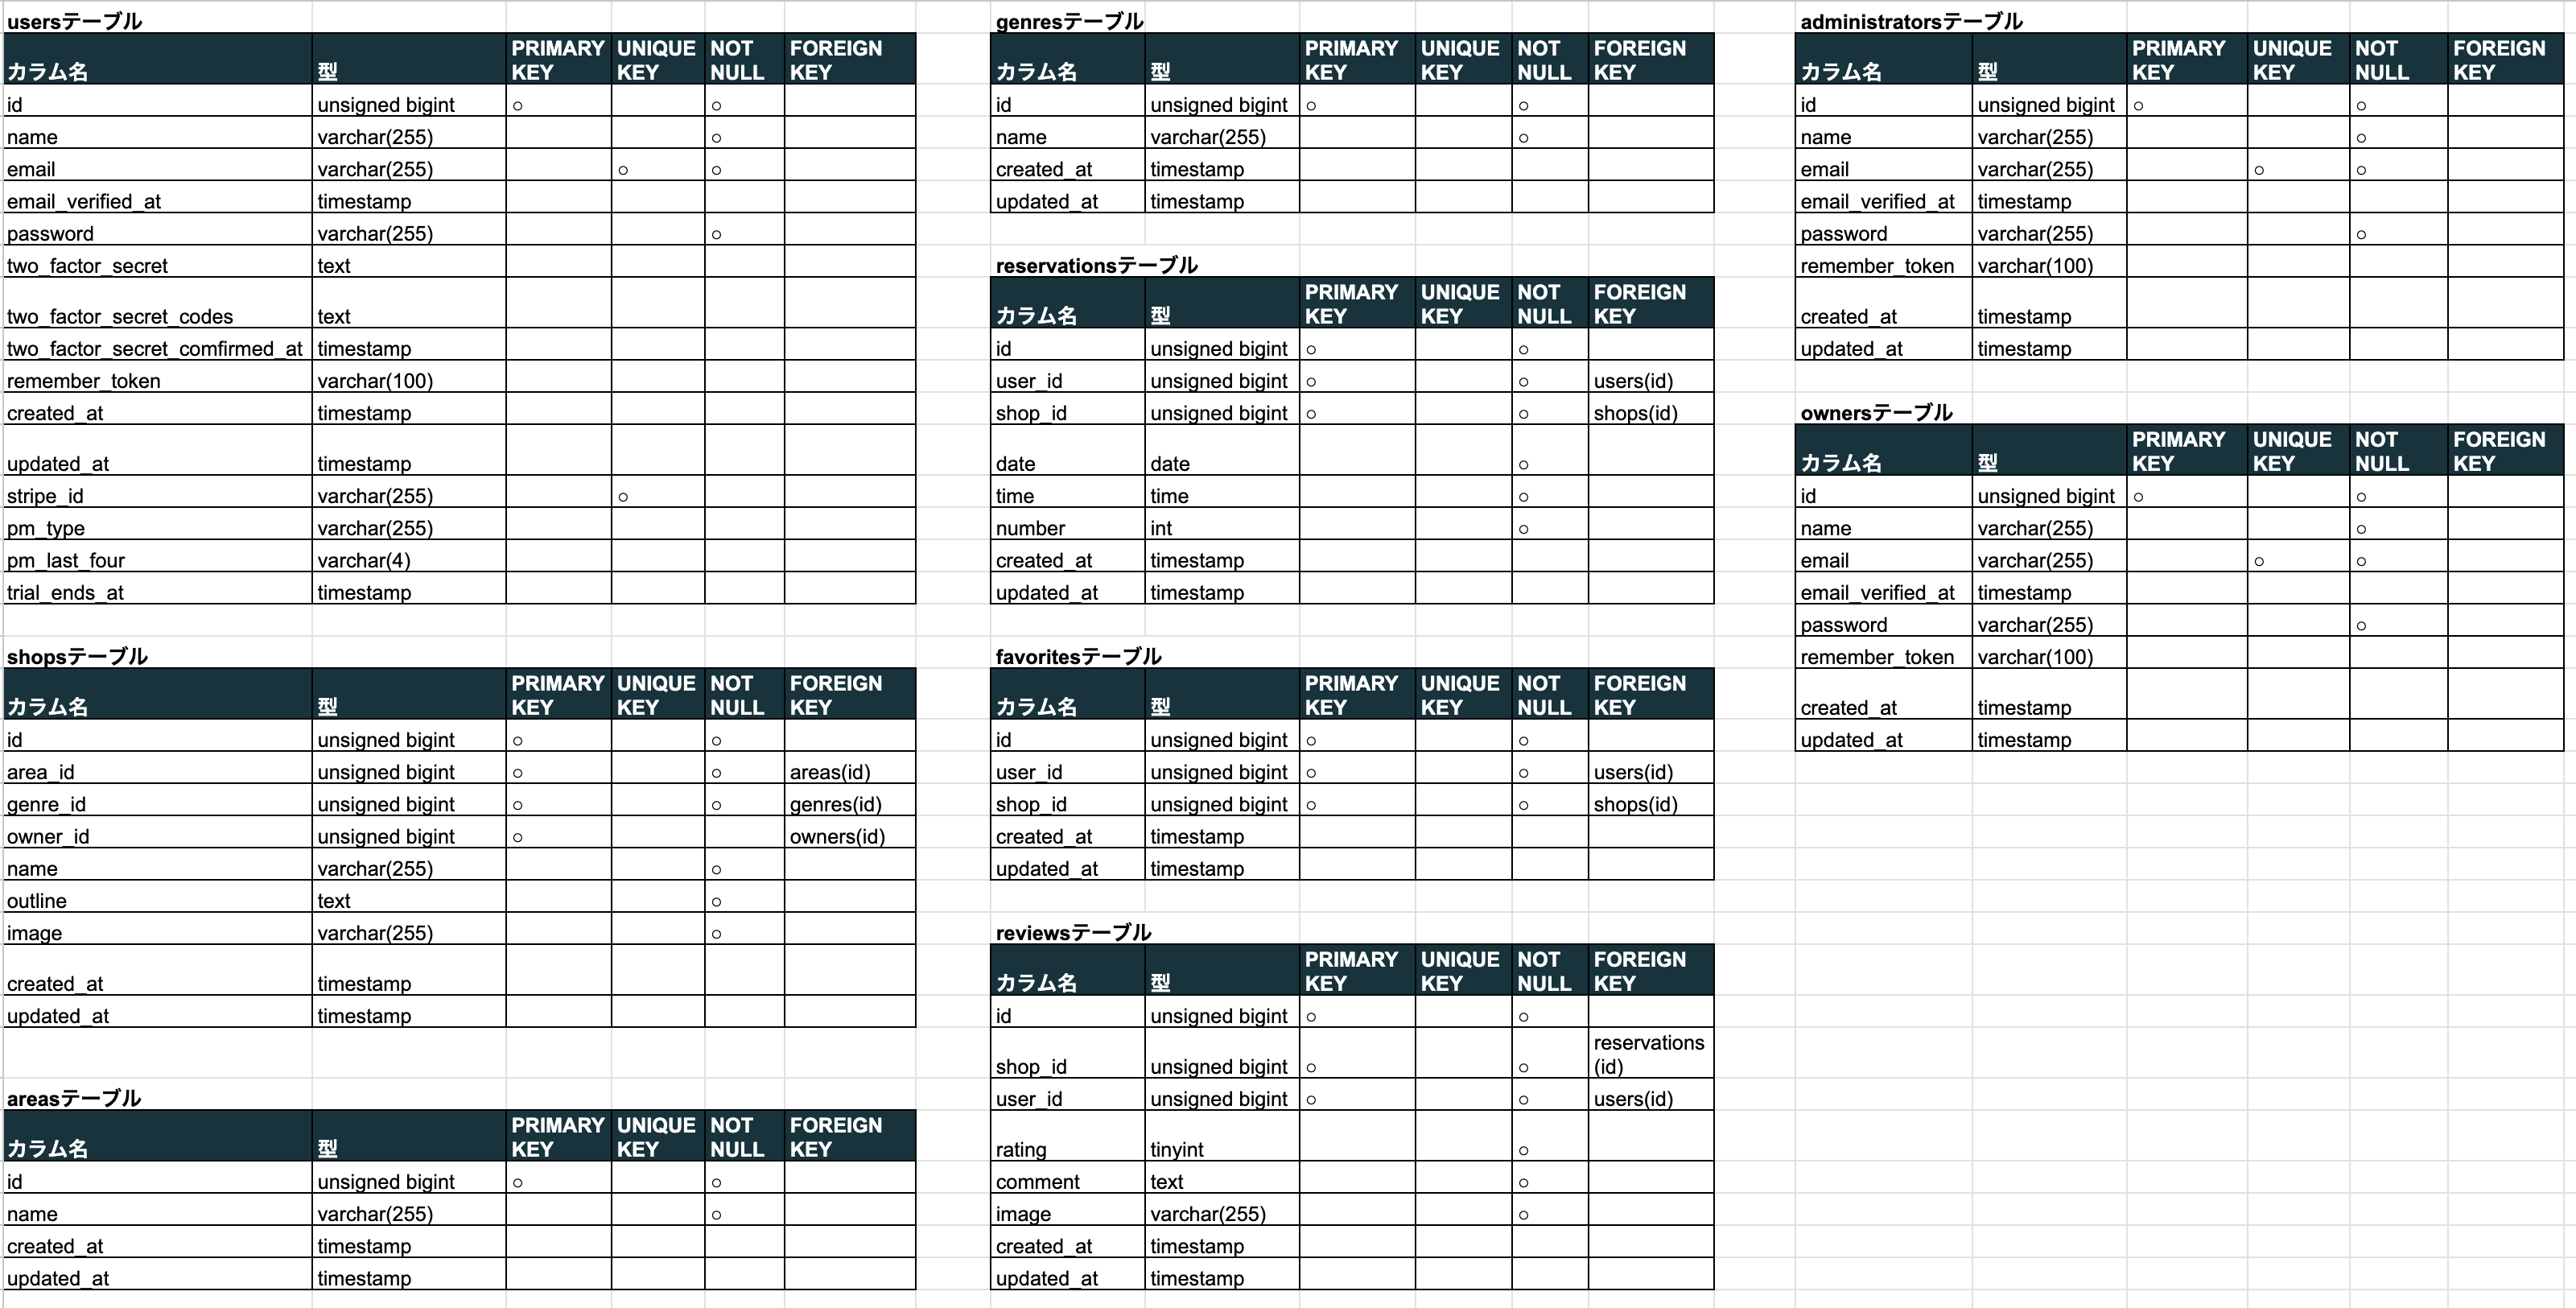 usersテーブル
カラム名 型 PRIMARY KEY UNIQUE KEY NOT NULL FOREIGN KEY
id unsigned bigint ○ ○
name varchar(255) ○
email varchar(255) ○ ○
email_verified_at timestamp
password varchar(255) ○
two_factor_secret text
two_factor_secret_codes text
two_factor_secret_comfirmed_at timestamp
remember_token varchar(100)
created_at timestamp
updated_at timestamp
stripe_id varchar(255) ○
pm_type varchar(255)
pm_last_four varchar(4)
trial_ends_at timestamp
shopsテーブル
カラム名 型 PRIMARY KEY UNIQUE KEY NOT NULL FOREIGN KEY
id unsigned bigint ○ ○
area_id unsigned bigint ○ ○ areas(id)
genre_id unsigned bigint ○ ○ genres(id)
owner_id unsigned bigint ○ owners(id)
name varchar(255) ○
outline text ○
image varchar(255) ○
created_at timestamp
updated_at timestamp
areasテーブル
カラム名 型 PRIMARY KEY UNIQUE KEY NOT NULL FOREIGN KEY
id unsigned bigint ○ ○
name varchar(255) ○
created_at timestamp
updated_at timestamp
genresテーブル
カラム名 型 PRIMARY KEY UNIQUE KEY NOT NULL FOREIGN KEY
id unsigned bigint ○ ○
name varchar(255) ○
created_at timestamp
updated_at timestamp
reservationsテーブル
カラム名 型 PRIMARY KEY UNIQUE KEY NOT NULL FOREIGN KEY
id unsigned bigint ○ ○
user_id unsigned bigint ○ ○ users(id)
shop_id unsigned bigint ○ ○ shops(id)
date date ○
time time ○
number int ○
created_at timestamp
updated_at timestamp
favoritesテーブル
カラム名 型 PRIMARY KEY UNIQUE KEY NOT NULL FOREIGN KEY
id unsigned bigint ○ ○
user_id unsigned bigint ○ ○ users(id)
shop_id unsigned bigint ○ ○ shops(id)
created_at timestamp
updated_at timestamp
reviewsテーブル
カラム名 型 PRIMARY KEY UNIQUE KEY NOT NULL FOREIGN KEY
id unsigned bigint ○ ○
shop_id unsigned bigint ○ ○ reservations (id)
user_id unsigned bigint ○ ○ users(id)
rating tinyint ○
comment text ○
image varchar(255) ○
created_at timestamp
updated_at timestamp
administratorsテーブル
カラム名 型 PRIMARY KEY UNIQUE KEY NOT NULL FOREIGN KEY
id unsigned bigint ○ ○
name varchar(255) ○
email varchar(255) ○ ○
email_verified_at timestamp
password varchar(255) ○
remember_token varchar(100)
created_at timestamp
updated_at timestamp
ownersテーブル
カラム名 型 PRIMARY KEY UNIQUE KEY NOT NULL FOREIGN KEY
id unsigned bigint ○ ○
name varchar(255) ○
email varchar(255) ○ ○
email_verified_at timestamp
password varchar(255) ○
remember_token varchar(100)
created_at timestamp
updated_at timestamp